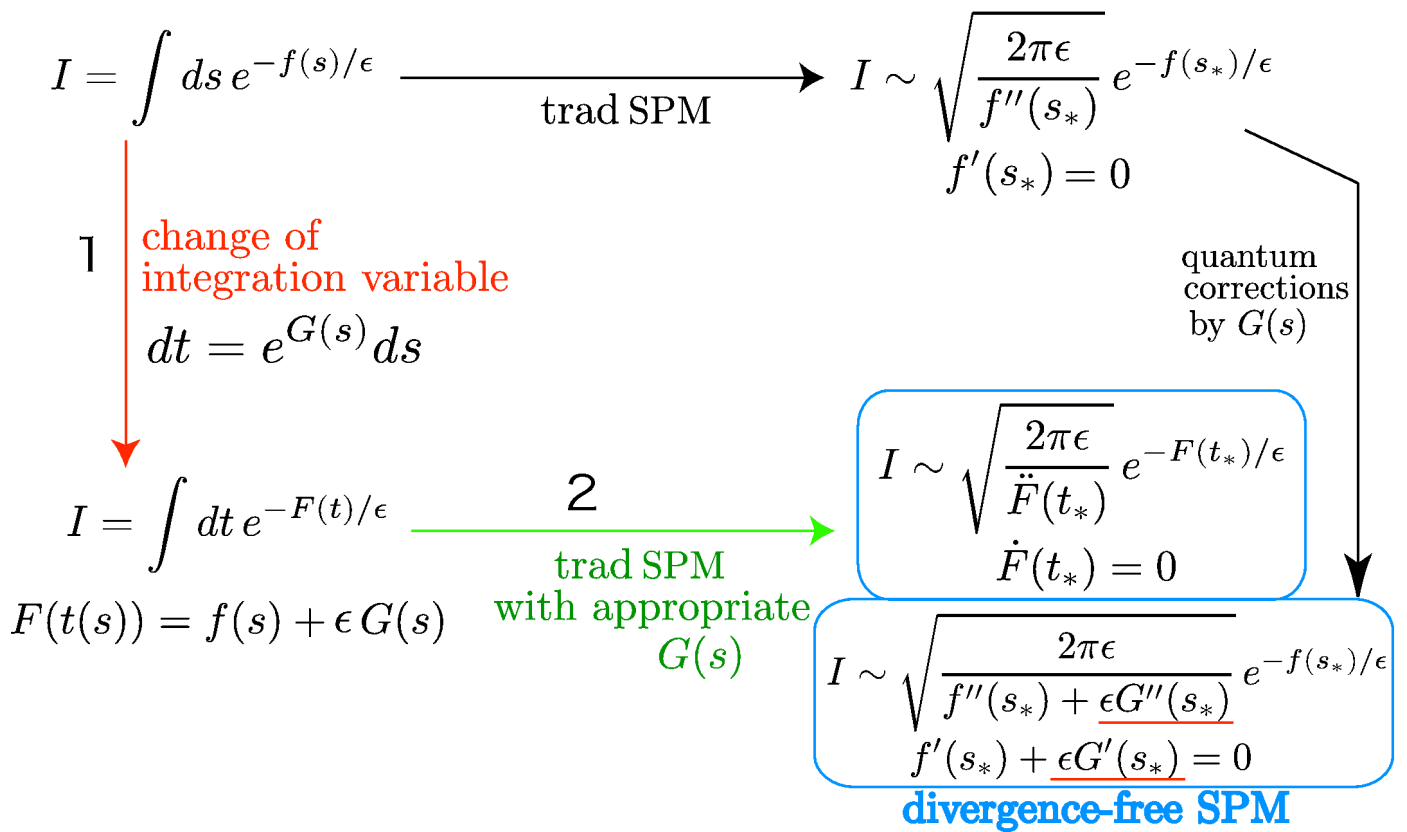 I = ∫ ds e^{-f(s)/ϵ}
trad SPM
I ∼ √(2πϵ / f''(s_*)) e^{-f(s_*)/ϵ}
f'(s_*) = 0
1
change of
integration variable
dt = e^{G(s)} ds
quantum
corrections
by G(s)
I = ∫ dt e^{-F(t)/ϵ}
F(t(s)) = f(s) + ϵ G(s)
2
trad SPM
with appropriate
G(s)
I ∼ √(2πϵ / F̈(t_*)) e^{-F(t_*)/ϵ}
Ḟ(t_*) = 0
I ∼ √(2πϵ / (f''(s_*) + ϵG''(s_*))) e^{-f(s_*)/ϵ}
f'(s_*) + ϵG'(s_*) = 0
divergence-free SPM